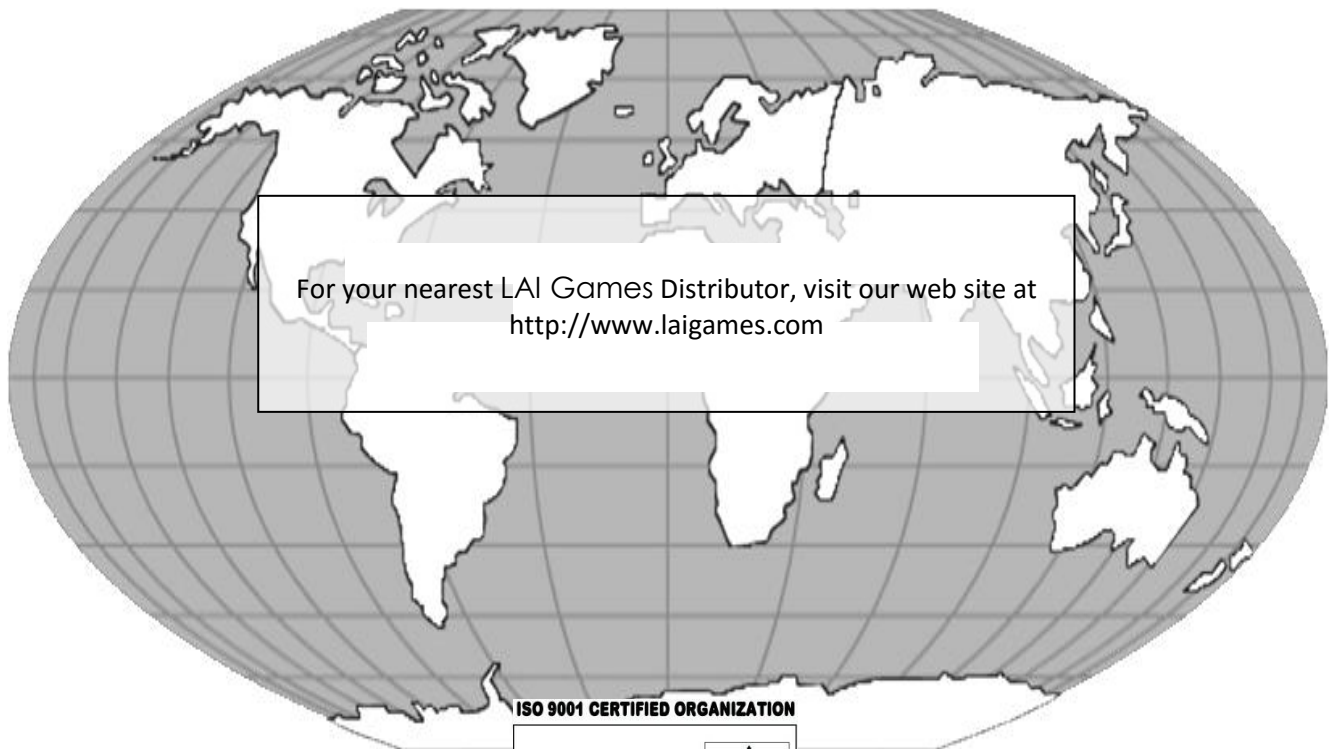 For your nearest LAI Games Distributor, visit our web site at
http://www.laigames.com
ISO 9001 CERTIFIED ORGANIZATION